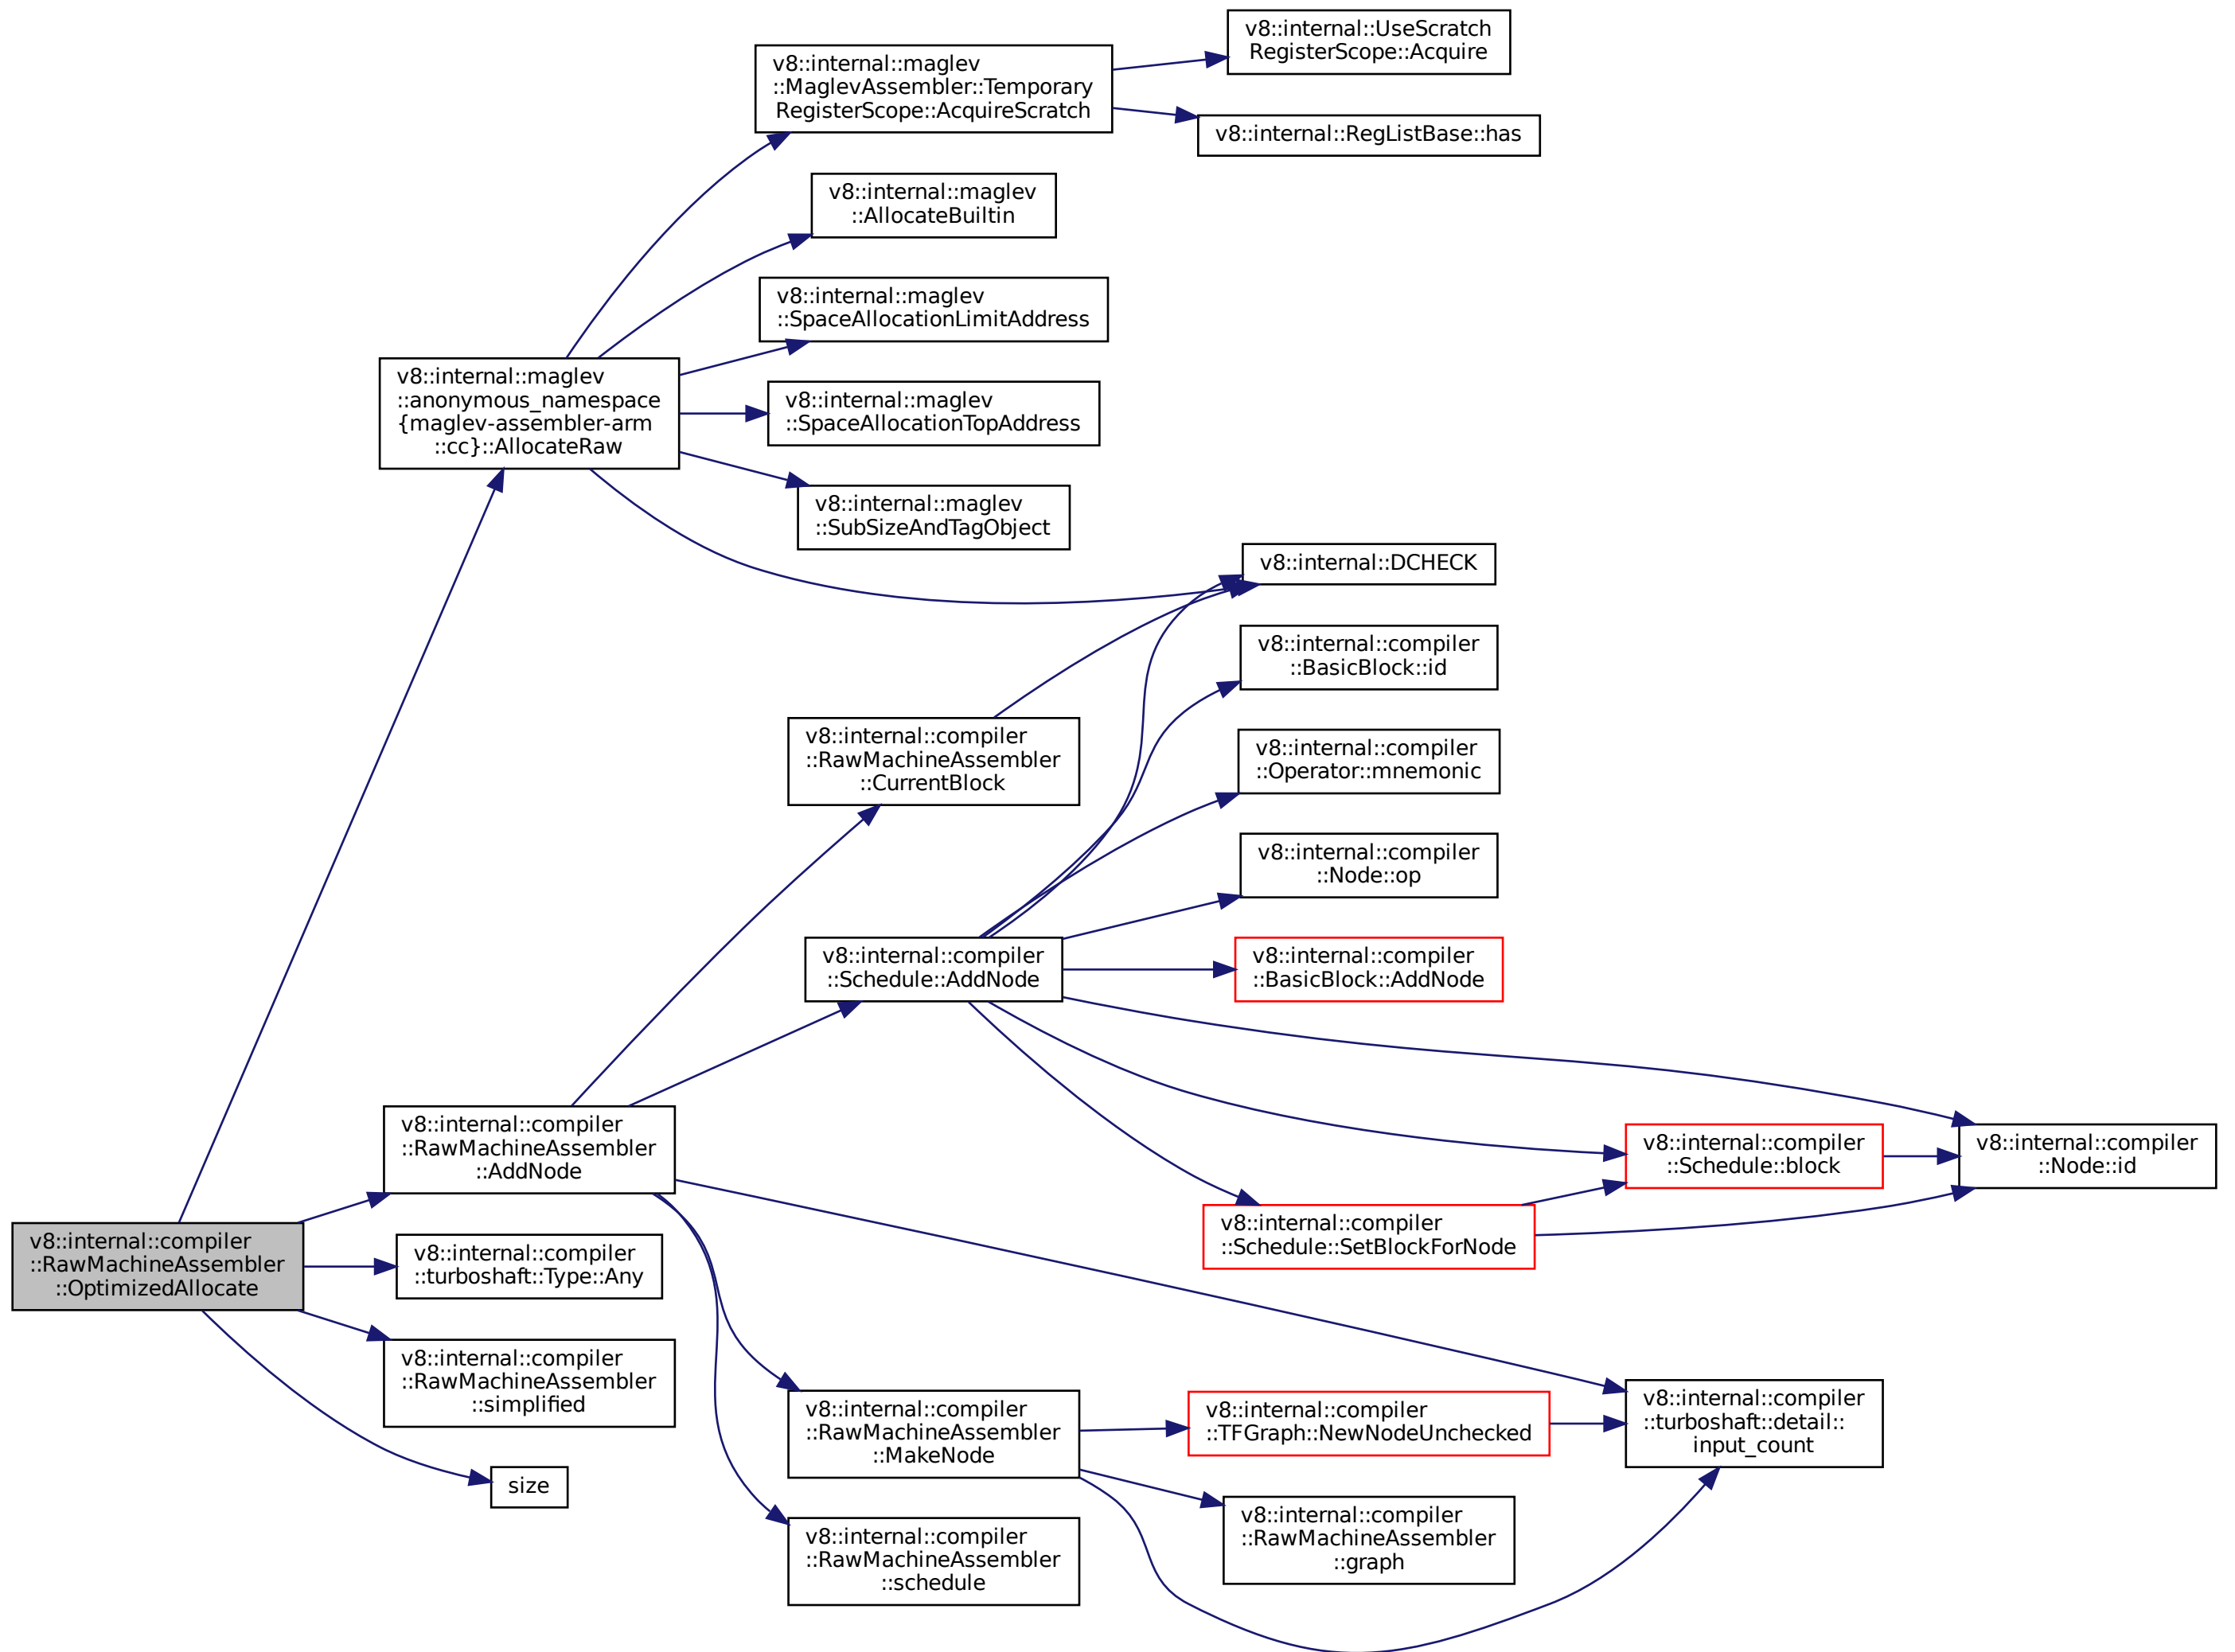 v8::internal::UseScratch
RegisterScope::Acquire
v8::internal::maglev
::MaglevAssembler::Temporary
RegisterScope::AcquireScratch
v8::internal::RegListBase::has
v8::internal::maglev
::AllocateBuiltin
v8::internal::maglev
::SpaceAllocationLimitAddress
v8::internal::maglev
::anonymous_namespace
{maglev-assembler-arm
::cc}::AllocateRaw
v8::internal::maglev
::SpaceAllocationTopAddress
v8::internal::maglev
::SubSizeAndTagObject
v8::internal::DCHECK
v8::internal::compiler
::BasicBlock::id
v8::internal::compiler
::RawMachineAssembler
::CurrentBlock
v8::internal::compiler
::Operator::mnemonic
v8::internal::compiler
::Node::op
v8::internal::compiler
::Schedule::AddNode
v8::internal::compiler
::BasicBlock::AddNode
v8::internal::compiler
::RawMachineAssembler
::AddNode
v8::internal::compiler
::Schedule::block
v8::internal::compiler
::Node::id
v8::internal::compiler
::Schedule::SetBlockForNode
v8::internal::compiler
::RawMachineAssembler
::OptimizedAllocate
v8::internal::compiler
::turboshaft::Type::Any
v8::internal::compiler
::RawMachineAssembler
::simplified
v8::internal::compiler
::RawMachineAssembler
::MakeNode
v8::internal::compiler
::TFGraph::NewNodeUnchecked
v8::internal::compiler
::turboshaft::detail::
input_count
size
v8::internal::compiler
::RawMachineAssembler
::graph
v8::internal::compiler
::RawMachineAssembler
::schedule